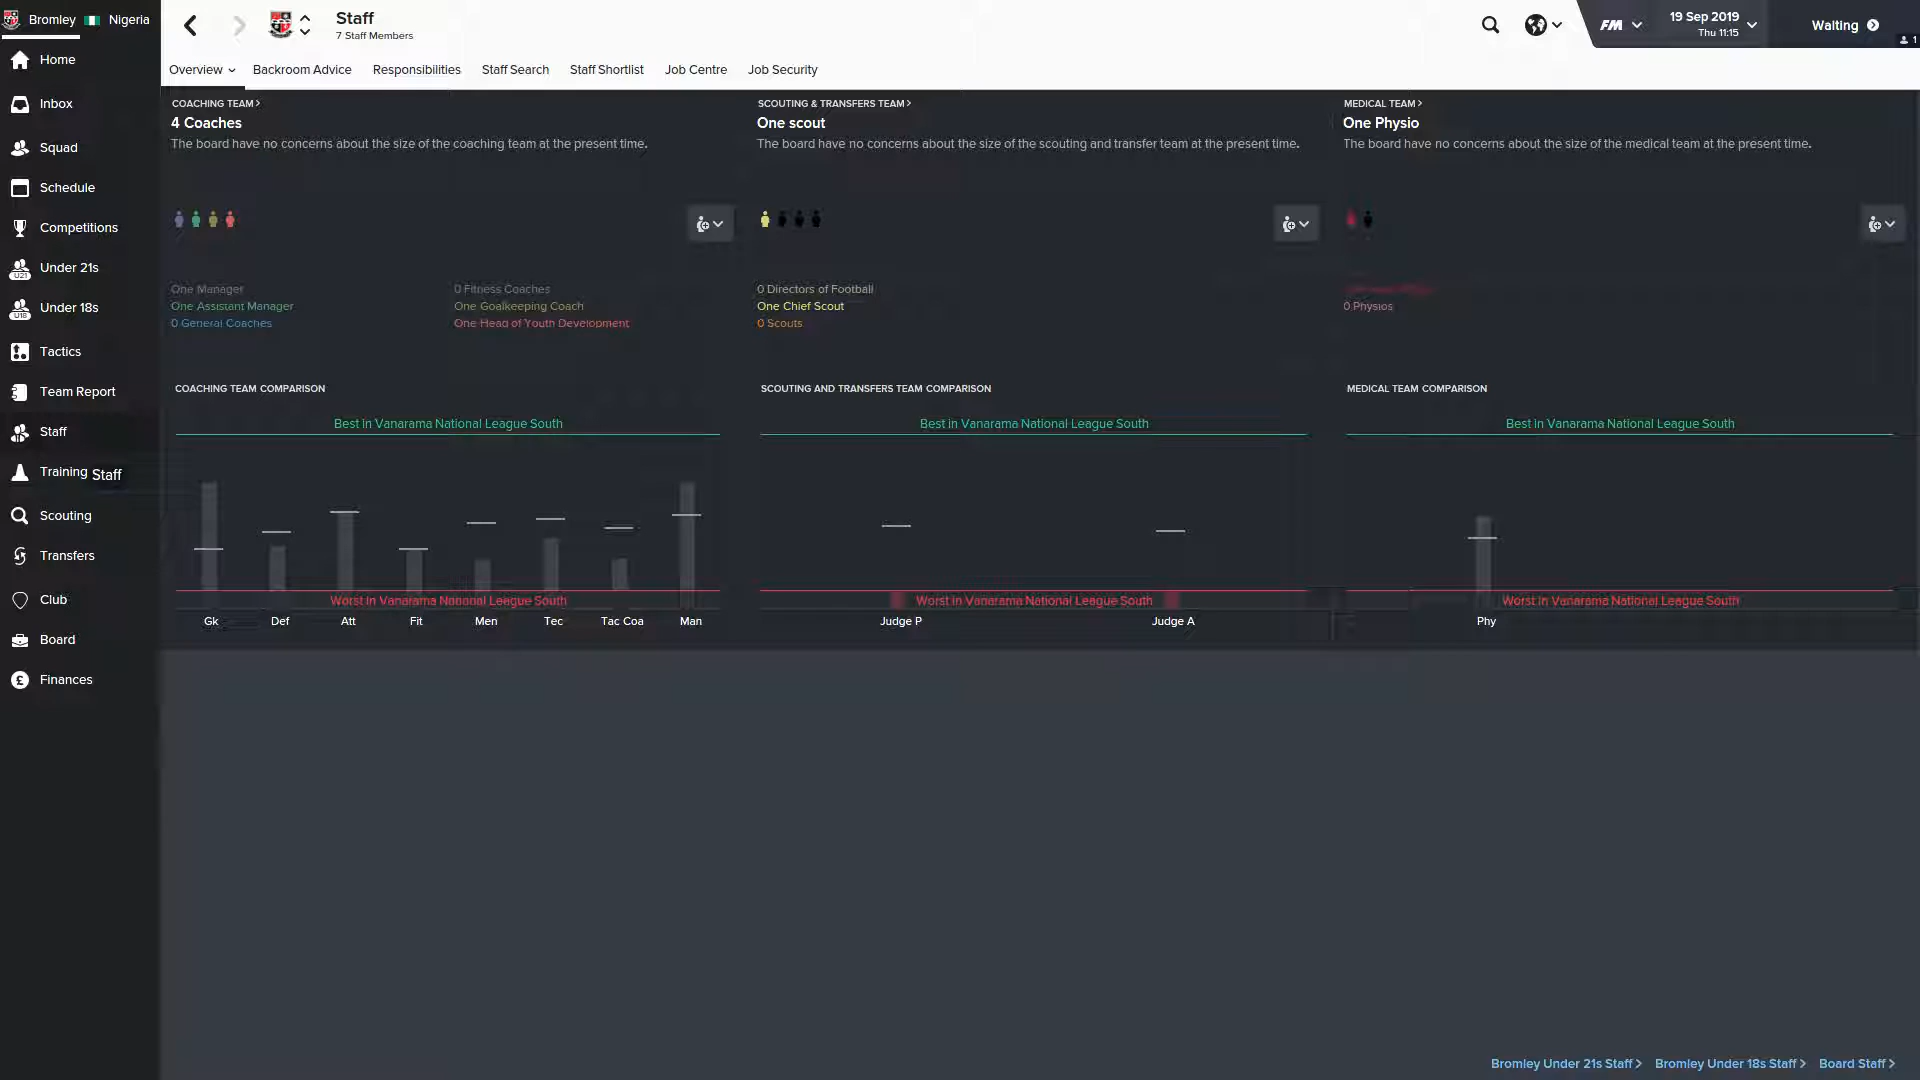 Bromley
Nigeria
Home
Inbox
Squad
Schedule
Competitions
Under 21s
Under 18s
Tactics
Team Report
Staff
Training
Staff
Scouting
Transfers
Club
Board
Finances
Staff
7 Staff Members
FM
19 Sep 2019
Thu 11:15
Waiting
1
Overview
Backroom Advice
Responsibilities
Staff Search
Staff Shortlist
Job Centre
Job Security
COACHING TEAM >
4 Coaches
The board have no concerns about the size of the coaching team at the present time.
One Manager
One Assistant Manager
0 General Coaches
0 Fitness Coaches
One Goalkeeping Coach
One Head of Youth Development
SCOUTING & TRANSFERS TEAM >
One scout
The board have no concerns about the size of the scouting and transfer team at the present time.
0 Directors of Football
One Chief Scout
0 Scouts
MEDICAL TEAM >
One Physio
The board have no concerns about the size of the medical team at the present time.
0 Physios
COACHING TEAM COMPARISON
Best in Vanarama National League South
Worst in Vanarama National League South
Gk
Def
Att
Fit
Men
Tec
Tac Coa
Man
SCOUTING AND TRANSFERS TEAM COMPARISON
Best in Vanarama National League South
Worst in Vanarama National League South
Judge P
Judge A
MEDICAL TEAM COMPARISON
Best in Vanarama National League South
Worst in Vanarama National League South
Phy
Bromley Under 21s Staff >
Bromley Under 18s Staff >
Board Staff >